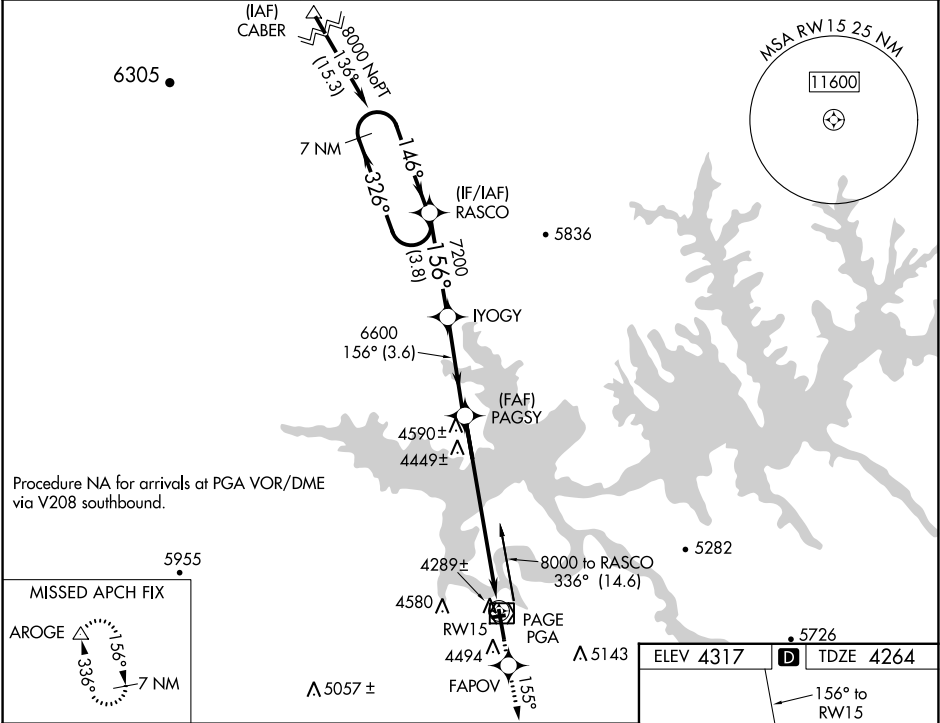 (IAF)
CABER
8000 NoPT
136°
(15.3)
6305
MSA RW15 25 NM
11600
7 NM
146°
326°
(IF/IAF)
RASCO
5836
7200
156°
(3.8)
IYOGY
6600
156° (3.6)
(FAF)
PAGSY
4590±
4449±
Procedure NA for arrivals at PGA VOR/DME
via V208 southbound.
5955
5282
4289±
8000 to RASCO
336° (14.6)
4580
RW15
PAGE
PGA
4494
5143
5726
FAPOV
155°
5057 ±
MISSED APCH FIX
AROGE
156°
336°
7 NM
ELEV 4317 D TDZE 4264
156° to
RW15